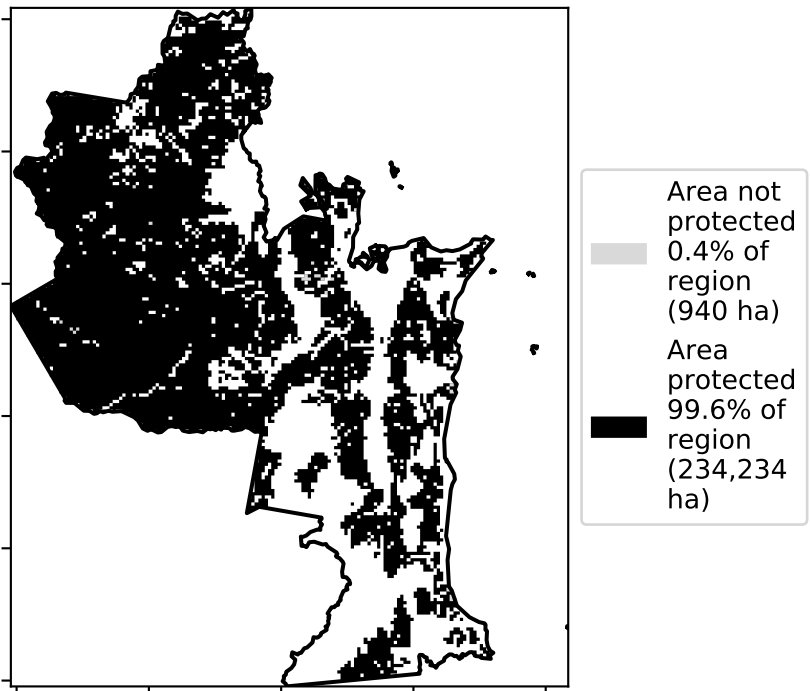 Area not
protected
0.4% of
region
(940 ha)
Area
protected
99.6% of
region
(234,234
ha)